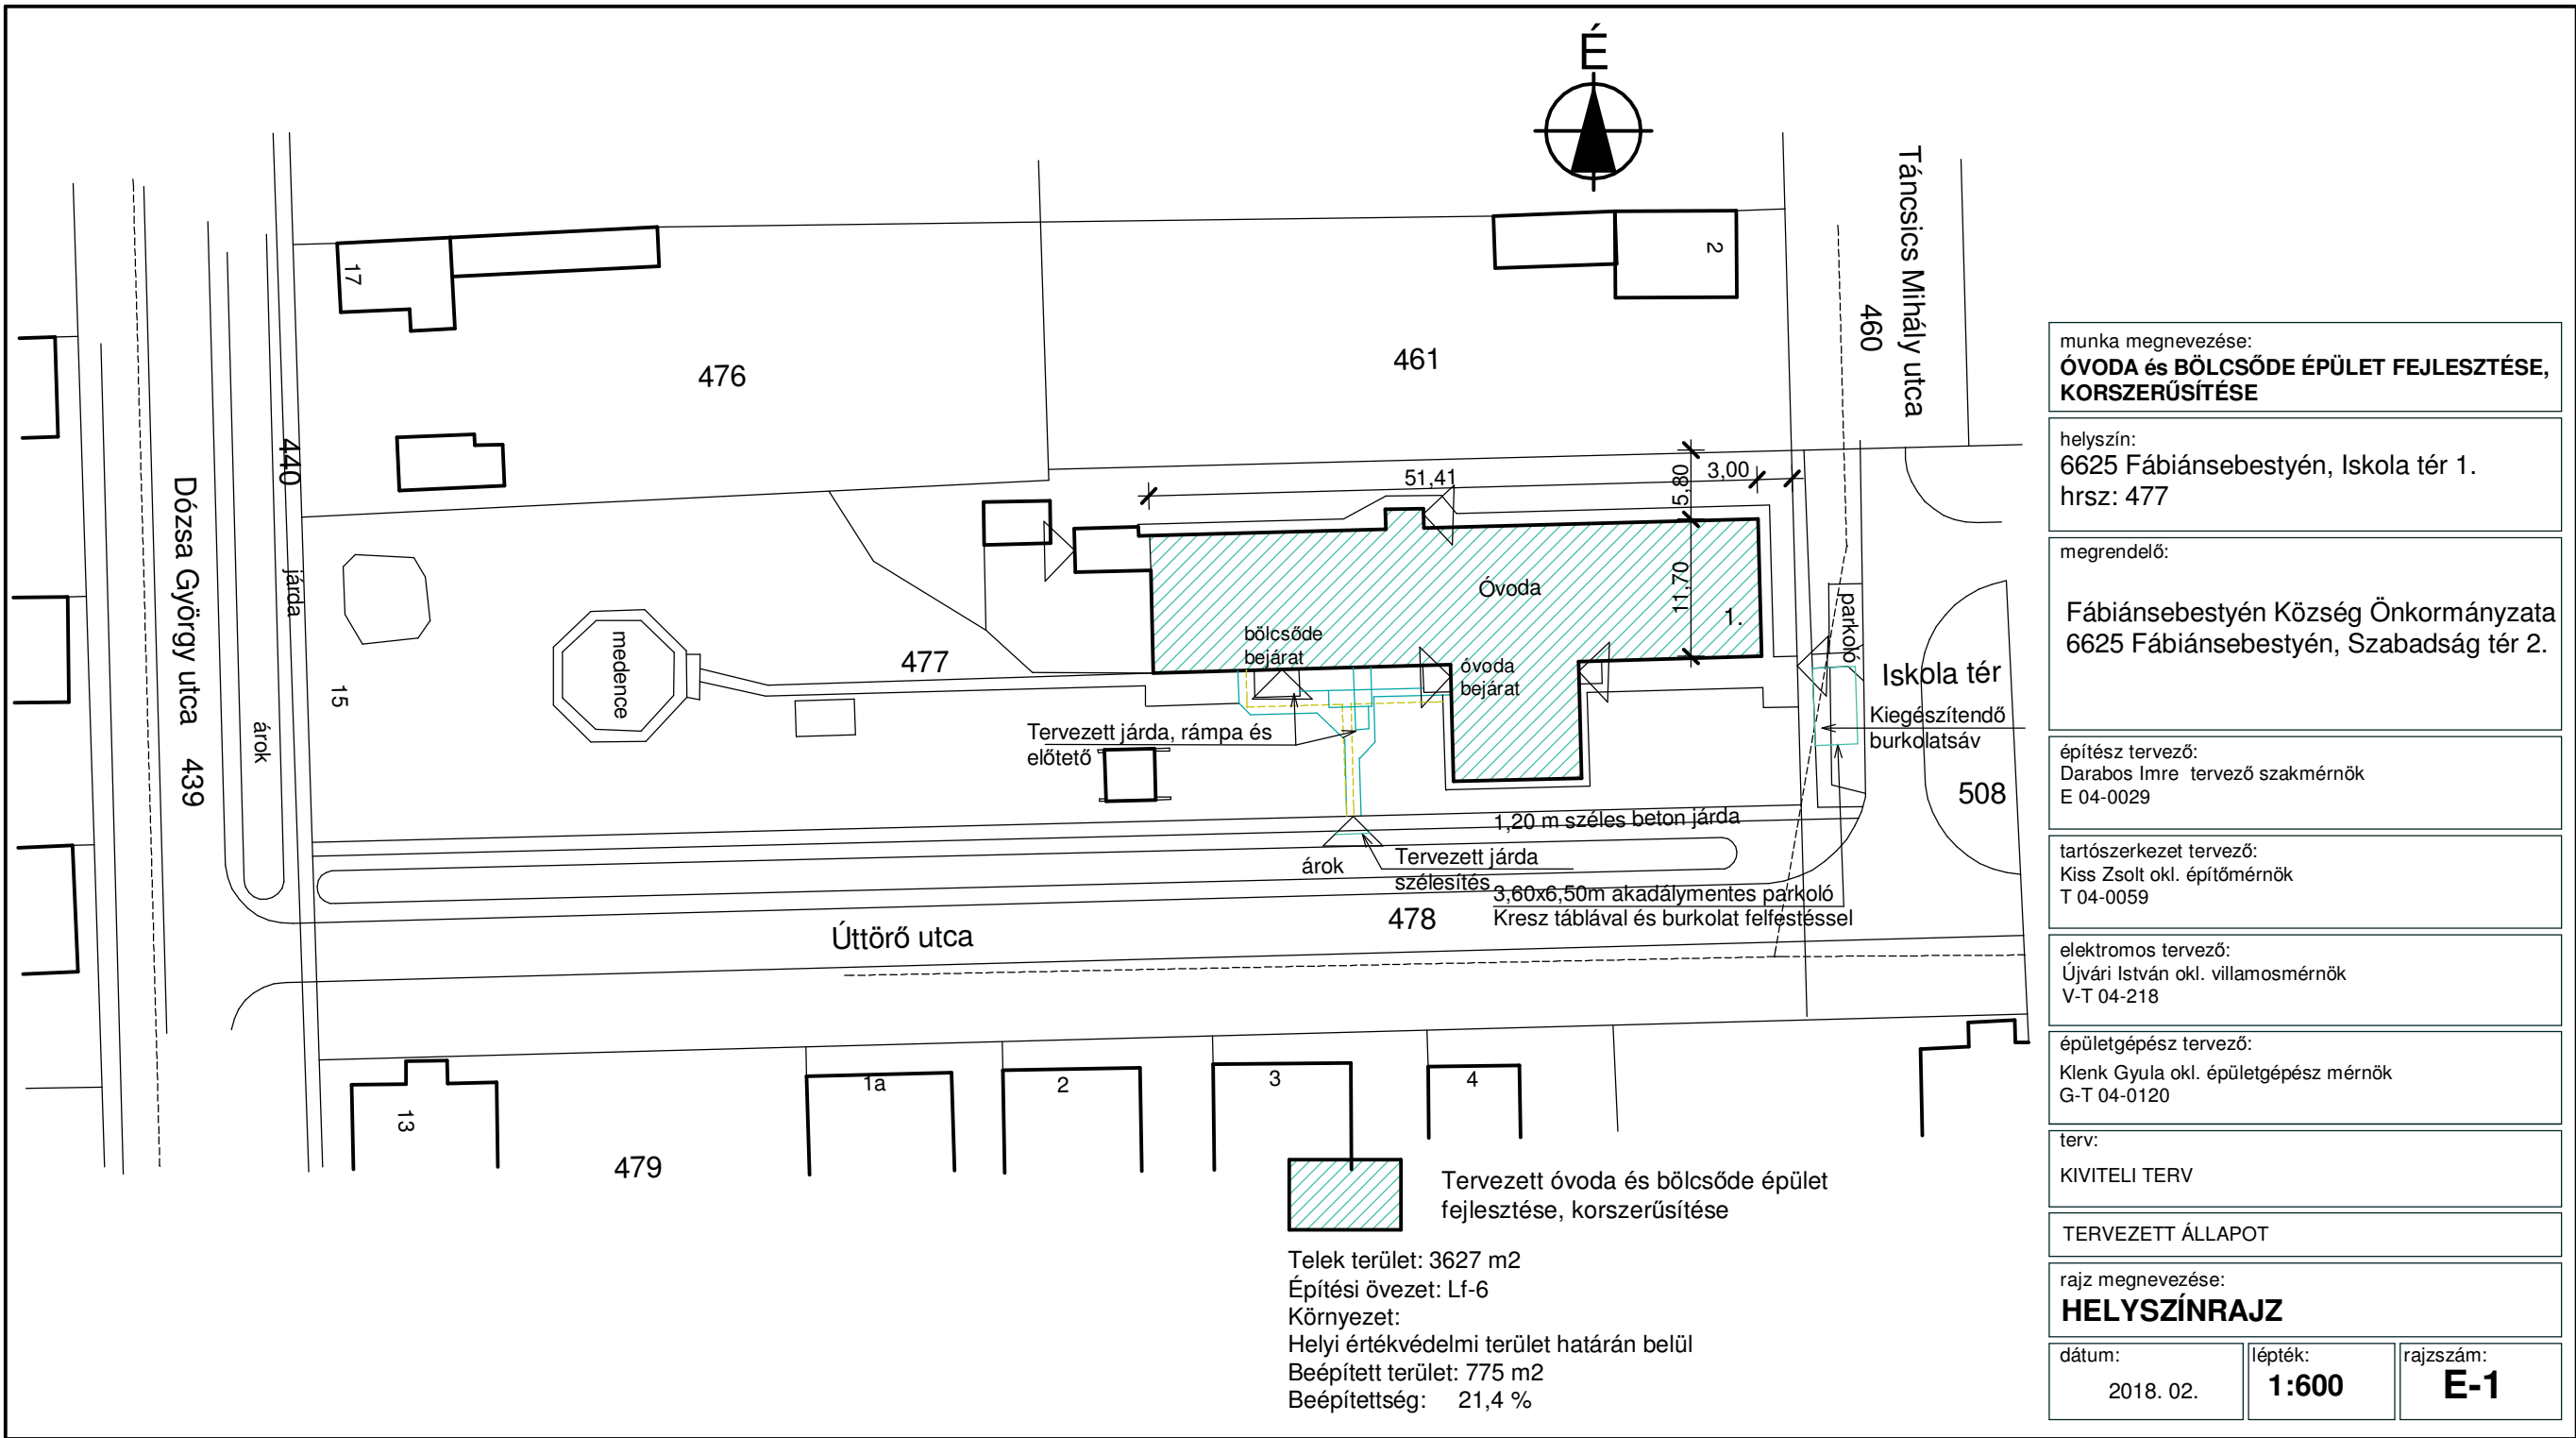 É
Táncsics Mihály utca
460
17
2
476
461
440
járda
Dózsa György utca 439
árok
15
51,41
5,80
3,00
11,70
Óvoda
1.
parkoló
medence
477
bölcsőde
bejárat
óvoda
bejárat
Iskola tér
Kiegészítendő
burkolatsáv
508
Tervezett járda, rámpa és
előtető
1,20 m széles beton járda
árok
Tervezett járda
szélesítés
3,60x6,50m akadálymentes parkoló
Kresz táblával és burkolat felfestéssel
478
Úttörő utca
13
1a
2
3
4
479
Tervezett óvoda és bölcsőde épület
fejlesztése, korszerűsítése
Telek terület: 3627 m2
Építési övezet: Lf-6
Környezet:
Helyi értékvédelmi terület határán belül
Beépített terület: 775 m2
Beépítettség: 21,4 %
munka megnevezése:
ÓVODA és BÖLCSŐDE ÉPÜLET FEJLESZTÉSE,
KORSZERŰSÍTÉSE
helyszín:
6625 Fábiánsebestyén, Iskola tér 1.
hrsz: 477
megrendelő:
Fábiánsebestyén Község Önkormányzata
6625 Fábiánsebestyén, Szabadság tér 2.
építész tervező:
Darabos Imre tervező szakmérnök
E 04-0029
tartószerkezet tervező:
Kiss Zsolt okl. építőmérnök
T 04-0059
elektromos tervező:
Újvári István okl. villamosmérnök
V-T 04-218
épületgépész tervező:
Klenk Gyula okl. épületgépész mérnök
G-T 04-0120
terv:
KIVITELI TERV
TERVEZETT ÁLLAPOT
rajz megnevezése:
HELYSZÍNRAJZ
dátum:
2018. 02.
lépték:
1:600
rajzszám:
E-1